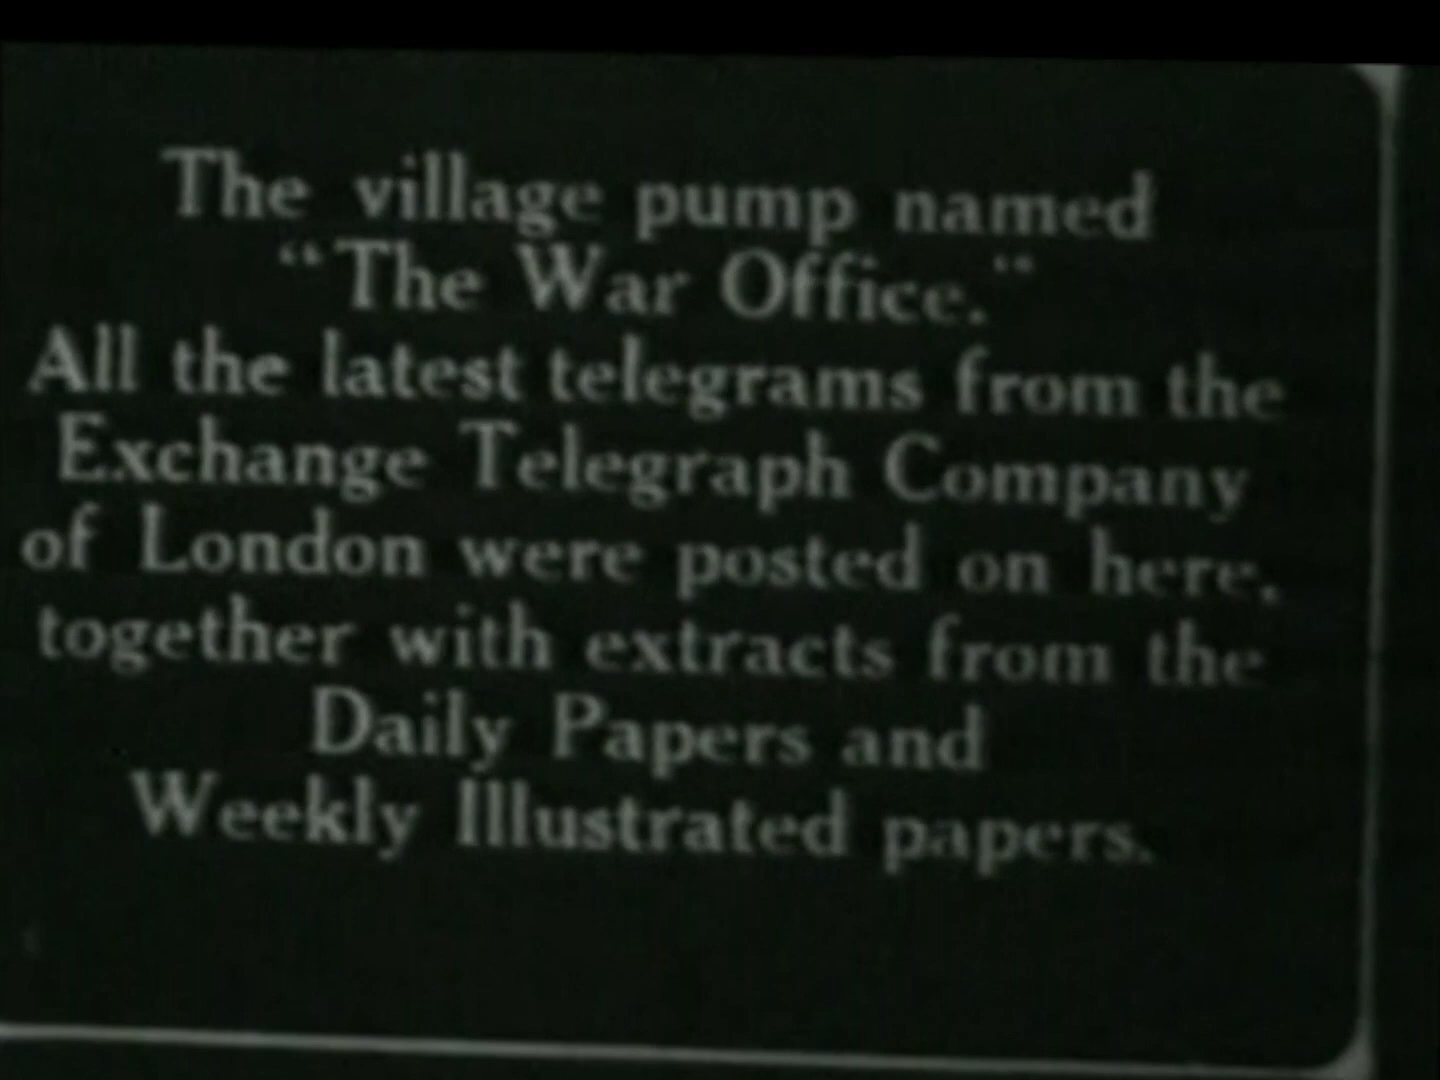 The village pump named
"The War Office."
All the latest telegrams from the
Exchange Telegraph Company
of London were posted on here,
together with extracts from the
Daily Papers and
Weekly Illustrated papers.